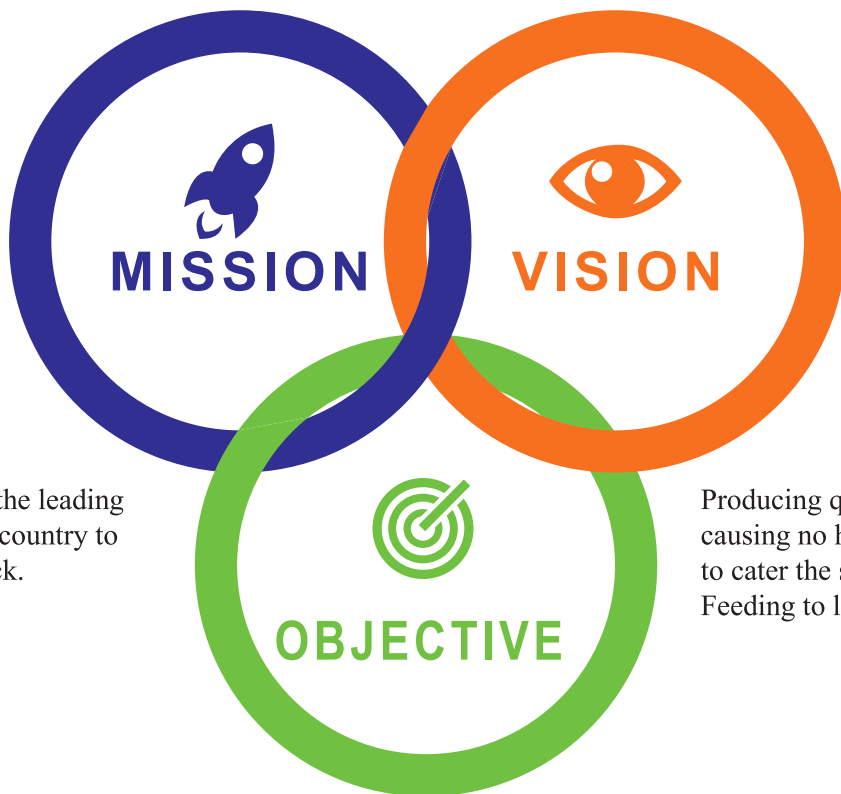 MISSION
VISION
the leading
country to
Producing
causing no
to cater the
Feeding to
OBJECTIVE